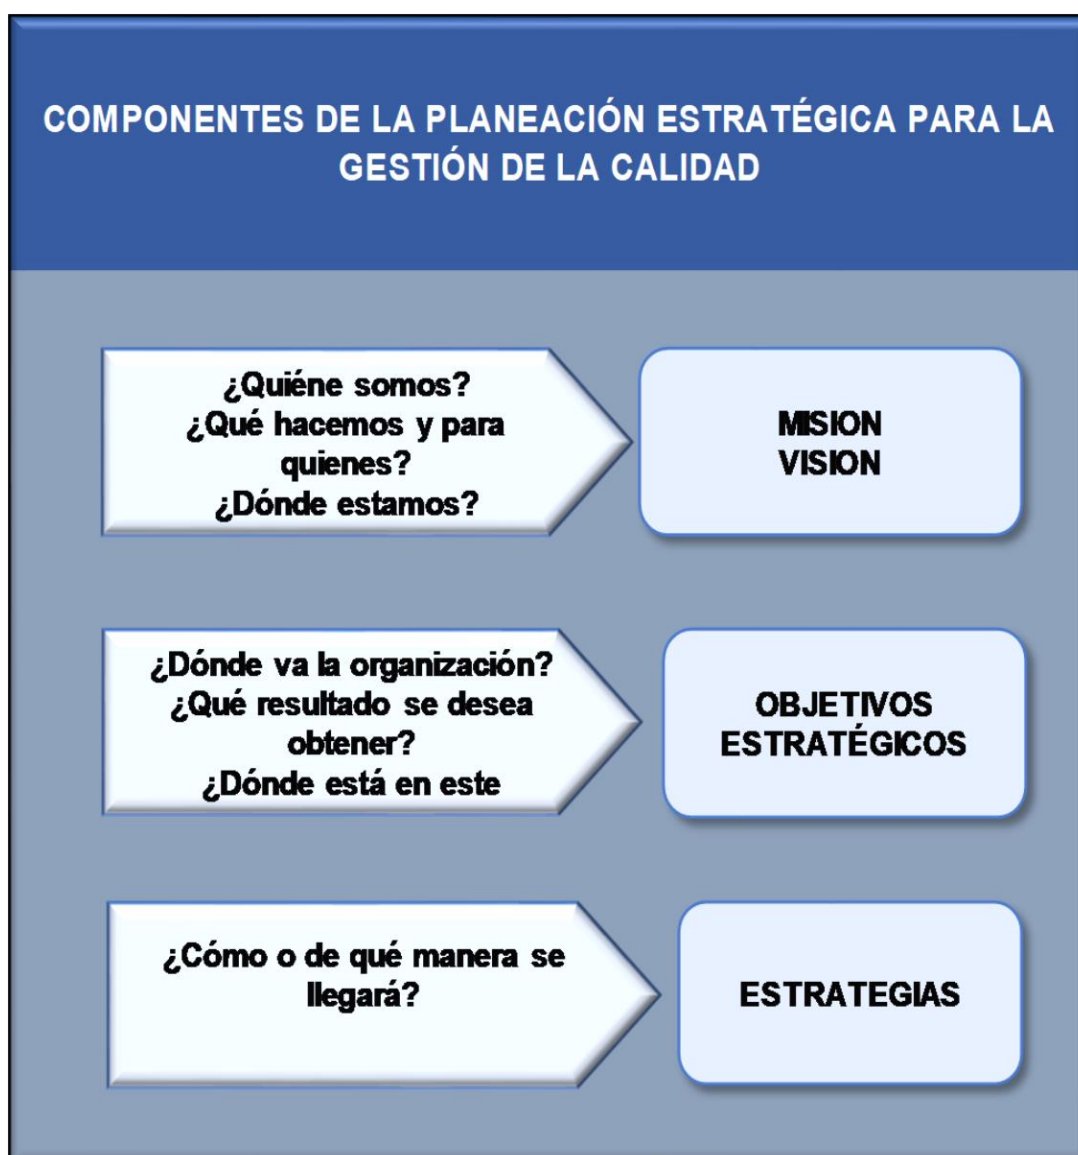 COMPONENTES DE LA PLANEACIÓN ESTRATÉGICA PARA LA
GESTIÓN DE LA CALIDAD
¿Quiéne somos?
¿Qué hacemos y para
quienes?
¿Dónde estamos?
MISION
VISION
¿Dónde va la organización?
¿Qué resultado se desea
obtener?
¿Dónde está en este
OBJETIVOS
ESTRATÉGICOS
¿Cómo o de qué manera se
llegará?
ESTRATEGIAS